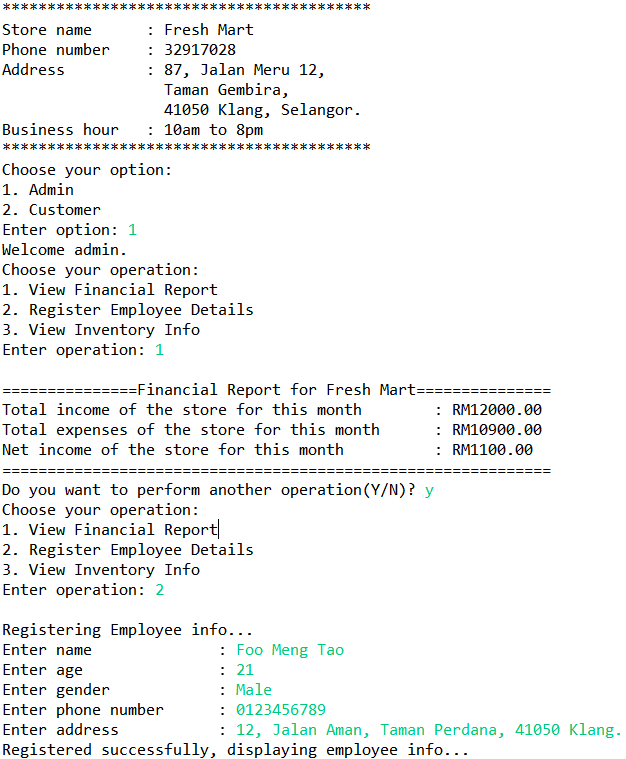 *****************************************
Store name      : Fresh Mart
Phone number    : 32917028
Address         : 87, Jalan Meru 12,
                  Taman Gembira,
                  41050 Klang, Selangor.
Business hour   : 10am to 8pm
*****************************************
Choose your option:
1. Admin
2. Customer
Enter option: 1
Welcome admin.
Choose your operation:
1. View Financial Report
2. Register Employee Details
3. View Inventory Info
Enter operation: 1

===============Financial Report for Fresh Mart===============
Total income of the store for this month        : RM12000.00
Total expenses of the store for this month      : RM10900.00
Net income of the store for this month          : RM1100.00
=============================================================
Do you want to perform another operation(Y/N)? y
Choose your operation:
1. View Financial Report
2. Register Employee Details
3. View Inventory Info
Enter operation: 2

Registering Employee info...
Enter name              : Foo Meng Tao
Enter age               : 21
Enter gender            : Male
Enter phone number      : 0123456789
Enter address           : 12, Jalan Aman, Taman Perdana, 41050 Klang.
Registered successfully, displaying employee info...